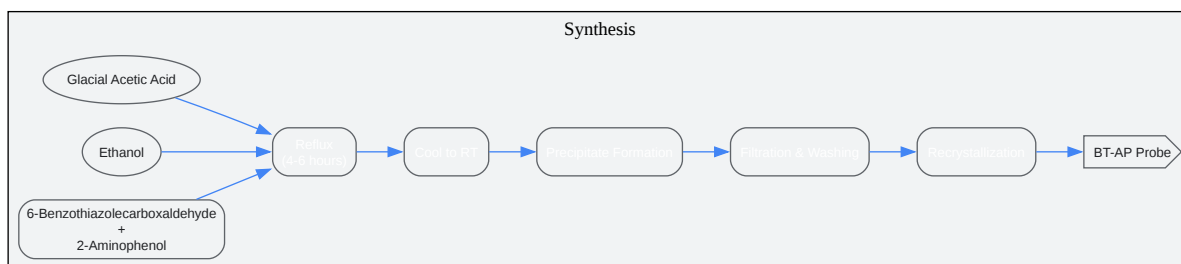 Synthesis
Glacial Acetic Acid
Ethanol
6-Benzothiazolecarboxaldehyde
+
2-Aminophenol
Reflux
(4-6 hours)
Cool to RT
Precipitate Formation
Filtration & Washing
Recrystallization
BT-AP Probe